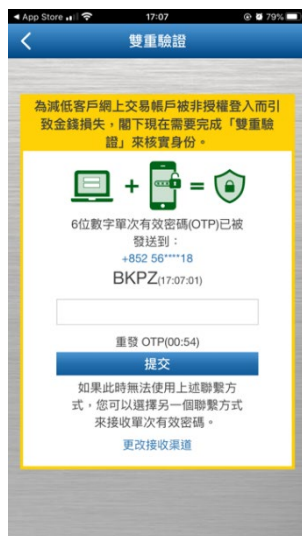 App Store
17:07
79%
雙重驗證
為減低客戶網上交易帳戶被非授權登入而引
致金錢損失，閣下現在需要完成「雙重驗
證」來核實身份。
+
=
6位數字單次有效密碼(OTP)已被
發送到：
+852 56****18
BKPZ(17:07:01)
重發 OTP(00:54)
提交
如果此時無法使用上述聯繫方
式，您可以選擇另一個聯繫方式
來接收單次有效密碼。
更改接收渠道